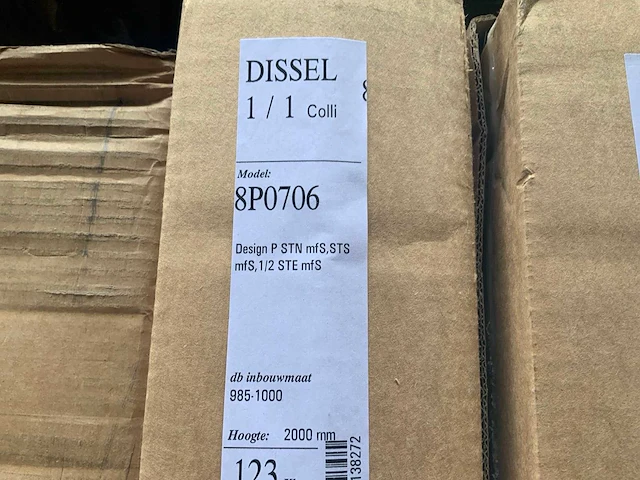 DISSEL
1 / 1 Colli
Model:
8P0706
Design P STN mfS,STS
mfS,1/2 STE mfS
db inbouwmaat
985-1000
Hoogte: 2000 mm
123
138272